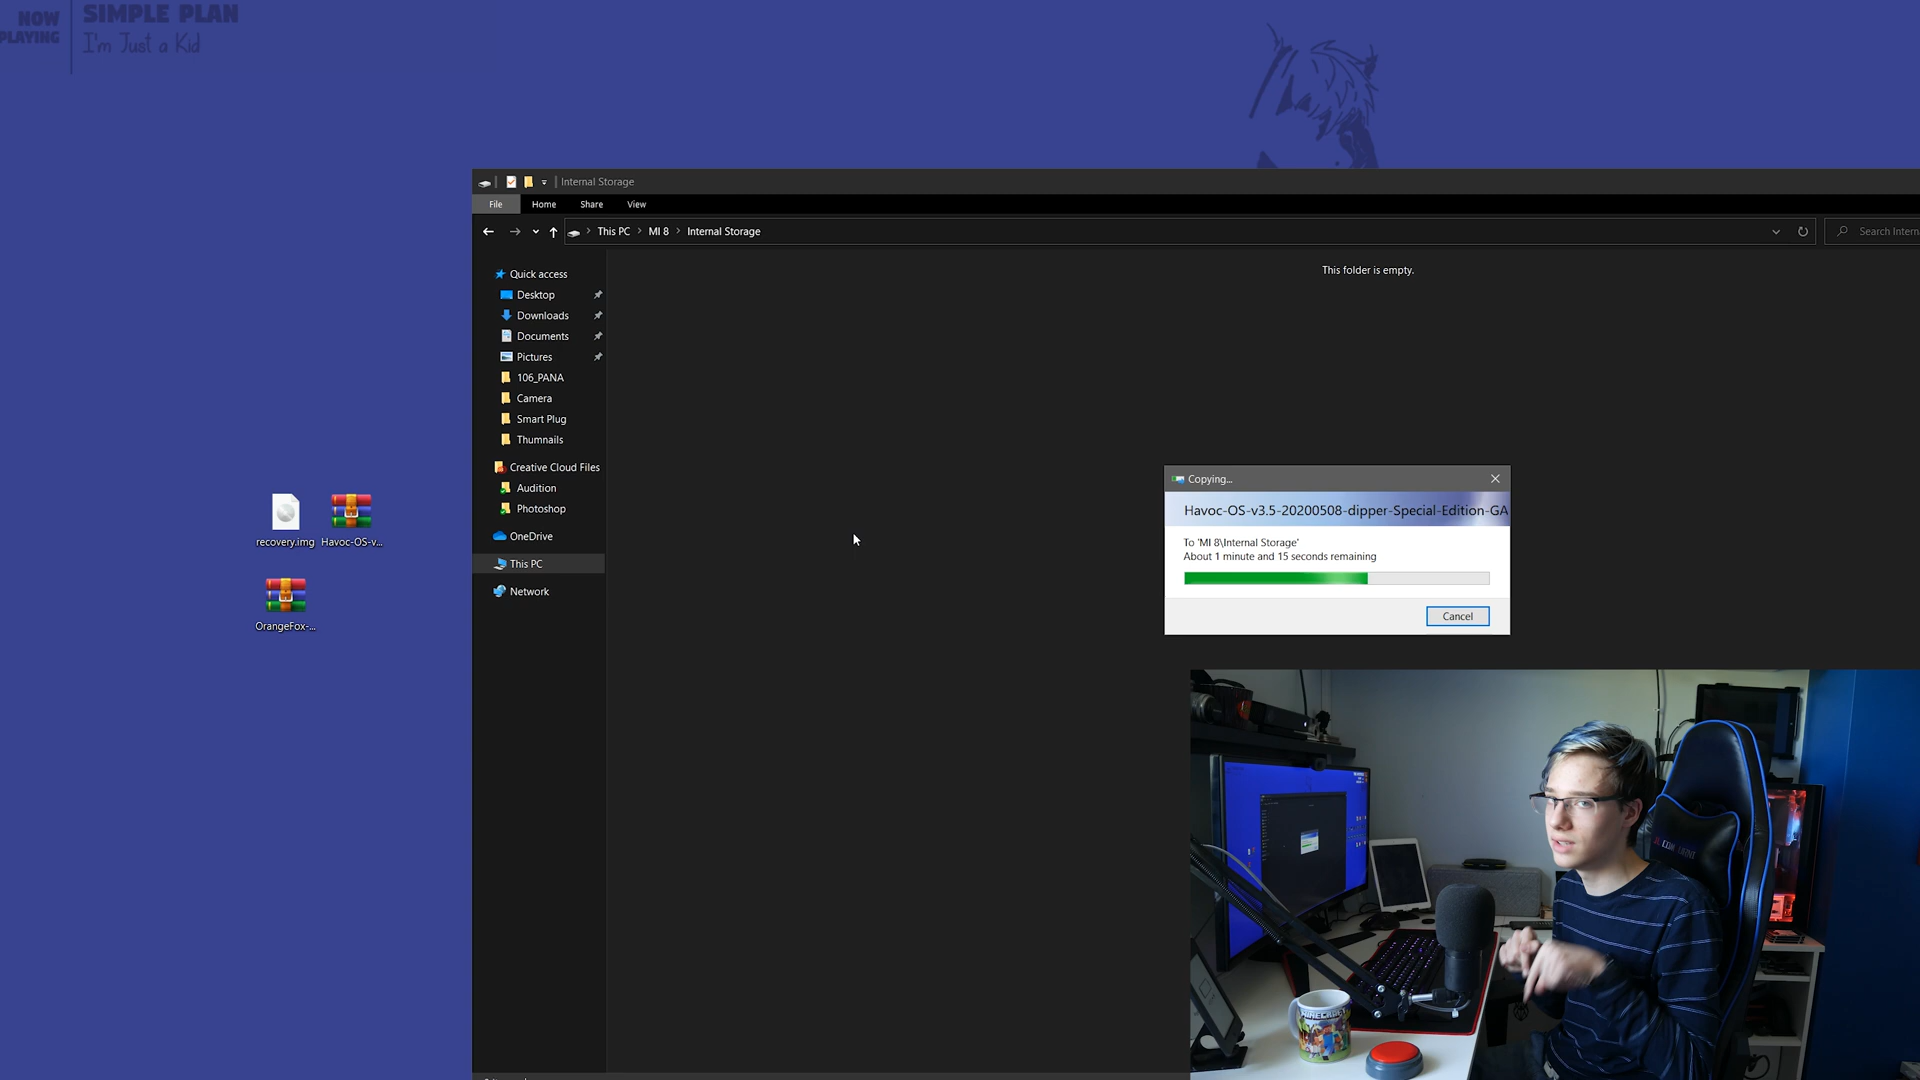 NOW
PLAYING
SIMPLE PLAN
I'm Just a Kid
Internal Storage
File
Home
Share
View
This PC
MI 8
Internal Storage
Search Intern
This folder is empty.
Quick access
Desktop
Downloads
Documents
Pictures
106_PANA
Camera
Smart Plug
Thumnails
Creative Cloud Files
Audition
Photoshop
OneDrive
This PC
Network
recovery.img
Havoc-OS-v...
OrangeFox-...
Copying...
Havoc-OS-v3.5-20200508-dipper-Special-Edition-GA
To 'MI 8\Internal Storage'
About 1 minute and 15 seconds remaining
Cancel
MINECRAFT